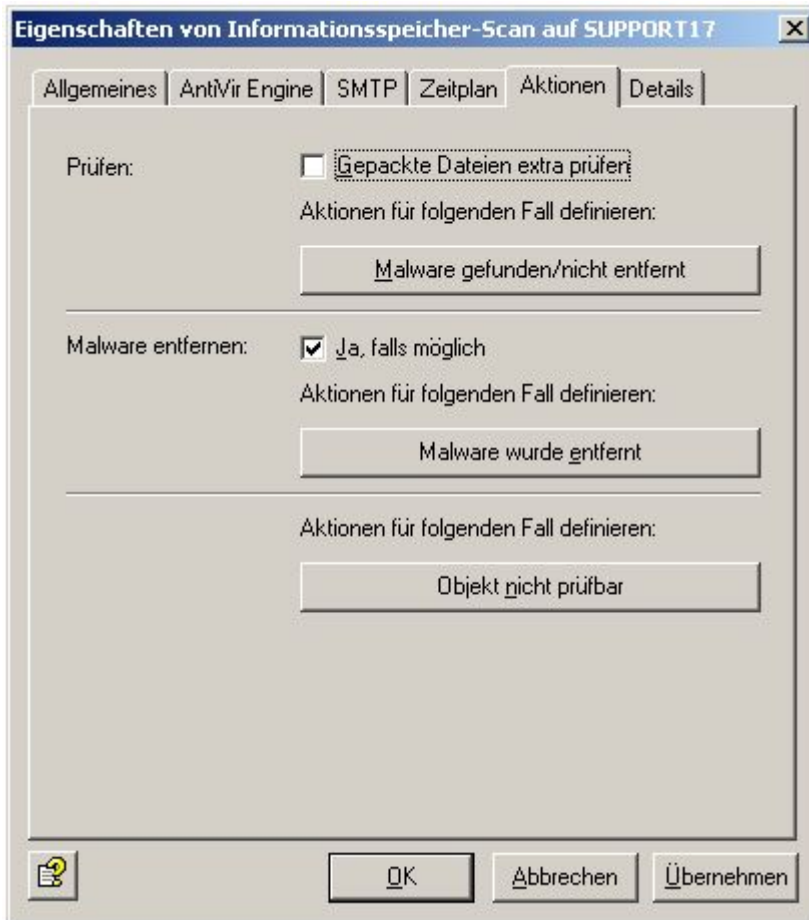 Eigenschaften von Informationsspeicher-Scan auf SUPPORT17
Allgemeines AntiVir Engine SMTP Zeitplan Aktionen Details
Prüfen: Gepackte Dateien extra prüfen
Aktionen für folgenden Fall definieren:
Malware gefunden/nicht entfernt
Malware entfernen: Ja, falls möglich
Aktionen für folgenden Fall definieren:
Malware wurde entfernt
Aktionen für folgenden Fall definieren:
Objekt nicht prüfbar
OK Abbrechen Übernehmen